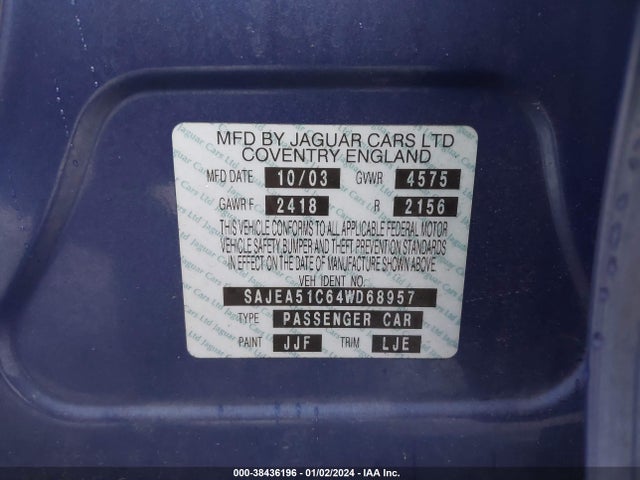 MFD BY JAGUAR CARS LTD
COVENTRY ENGLAND
MFD DATE 10/03 GVWR 4575
GAWR F 2418 R 2156
THIS VEHICLE CONFORMS TO ALL APPLICABLE FEDERAL MOTOR
VEHICLE SAFETY, BUMPER AND THEFT PREVENTION STANDARDS
IN EFFECT AT DATE OF MANUFACTURE SHOWN ABOVE.
VEH IDENT NO.
SAJEA51C64WD68957
TYPE PASSENGER CAR
PAINT JJF TRIM LJE
000-38436196 - 01/02/2024 - IAA Inc.